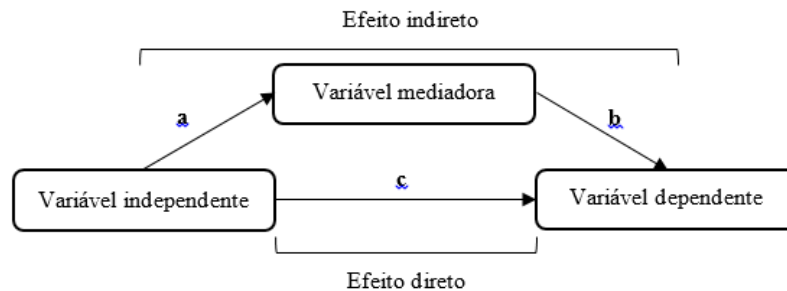 Efeito indireto
Variável mediadora
a
b
Variável independente
c
Variável dependente
Efeito direto